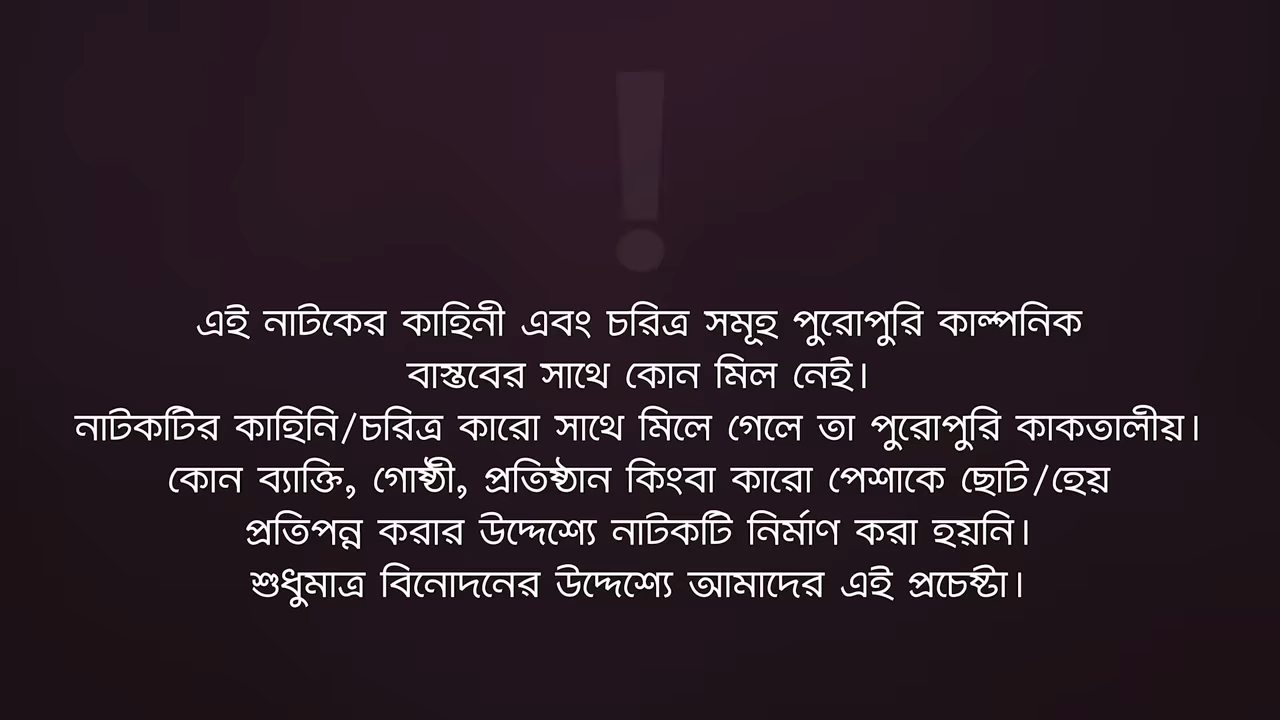 এই নাটকের কাহিনী এবং চরিত্র সমূহ পুরোপুরি কাল্পনিক
বাস্তবের সাথে কোন মিল নেই।
নাটকটির কাহিনি/চরিত্র কারো সাথে মিলে গেলে তা পুরোপুরি কাকতালীয়।
কোন ব্যাক্তি, গোষ্ঠী, প্রতিষ্ঠান কিংবা কারো পেশাকে ছোট/হেয়
প্রতিপন্ন করার উদ্দেশ্যে নাটকটি নির্মাণ করা হয়নি।
শুধুমাত্র বিনোদনের উদ্দেশ্যে আমাদের এই প্রচেষ্টা।